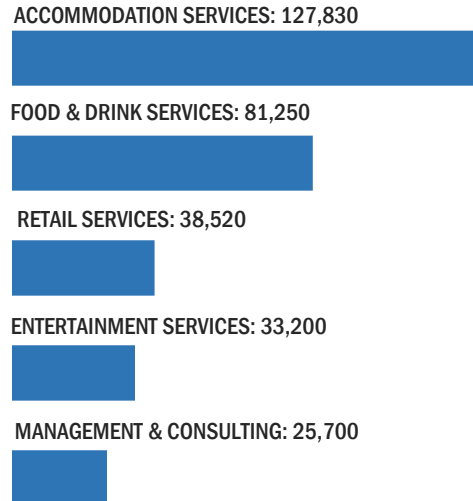 ACCOMMODATION SERVICES: 127,830
FOOD & DRINK SERVICES: 81,250
RETAIL SERVICES: 38,520
ENTERTAINMENT SERVICES: 33,200
MANAGEMENT & CONSULTING: 25,700